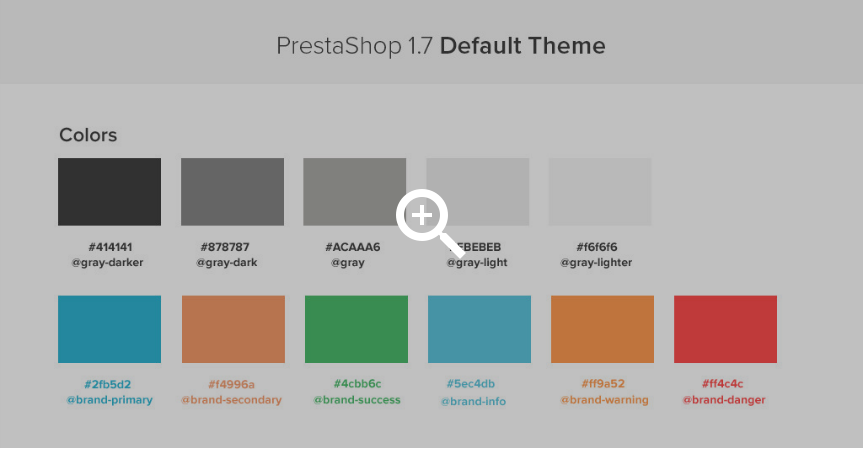 PrestaShop 1.7 Default Theme
Colors
#414141
@gray-darker
#878787
@gray-dark
#ACAAA6
@gray
EBEBEB
@gray-light
#f6f6f6
@gray-lighter
#2fb5d2
@brand-primary
#f4996a
@brand-secondary
#4cbb6c
@brand-success
#5ec4db
@brand-info
#ff9a52
@brand-warning
#ff4c4c
@brand-danger